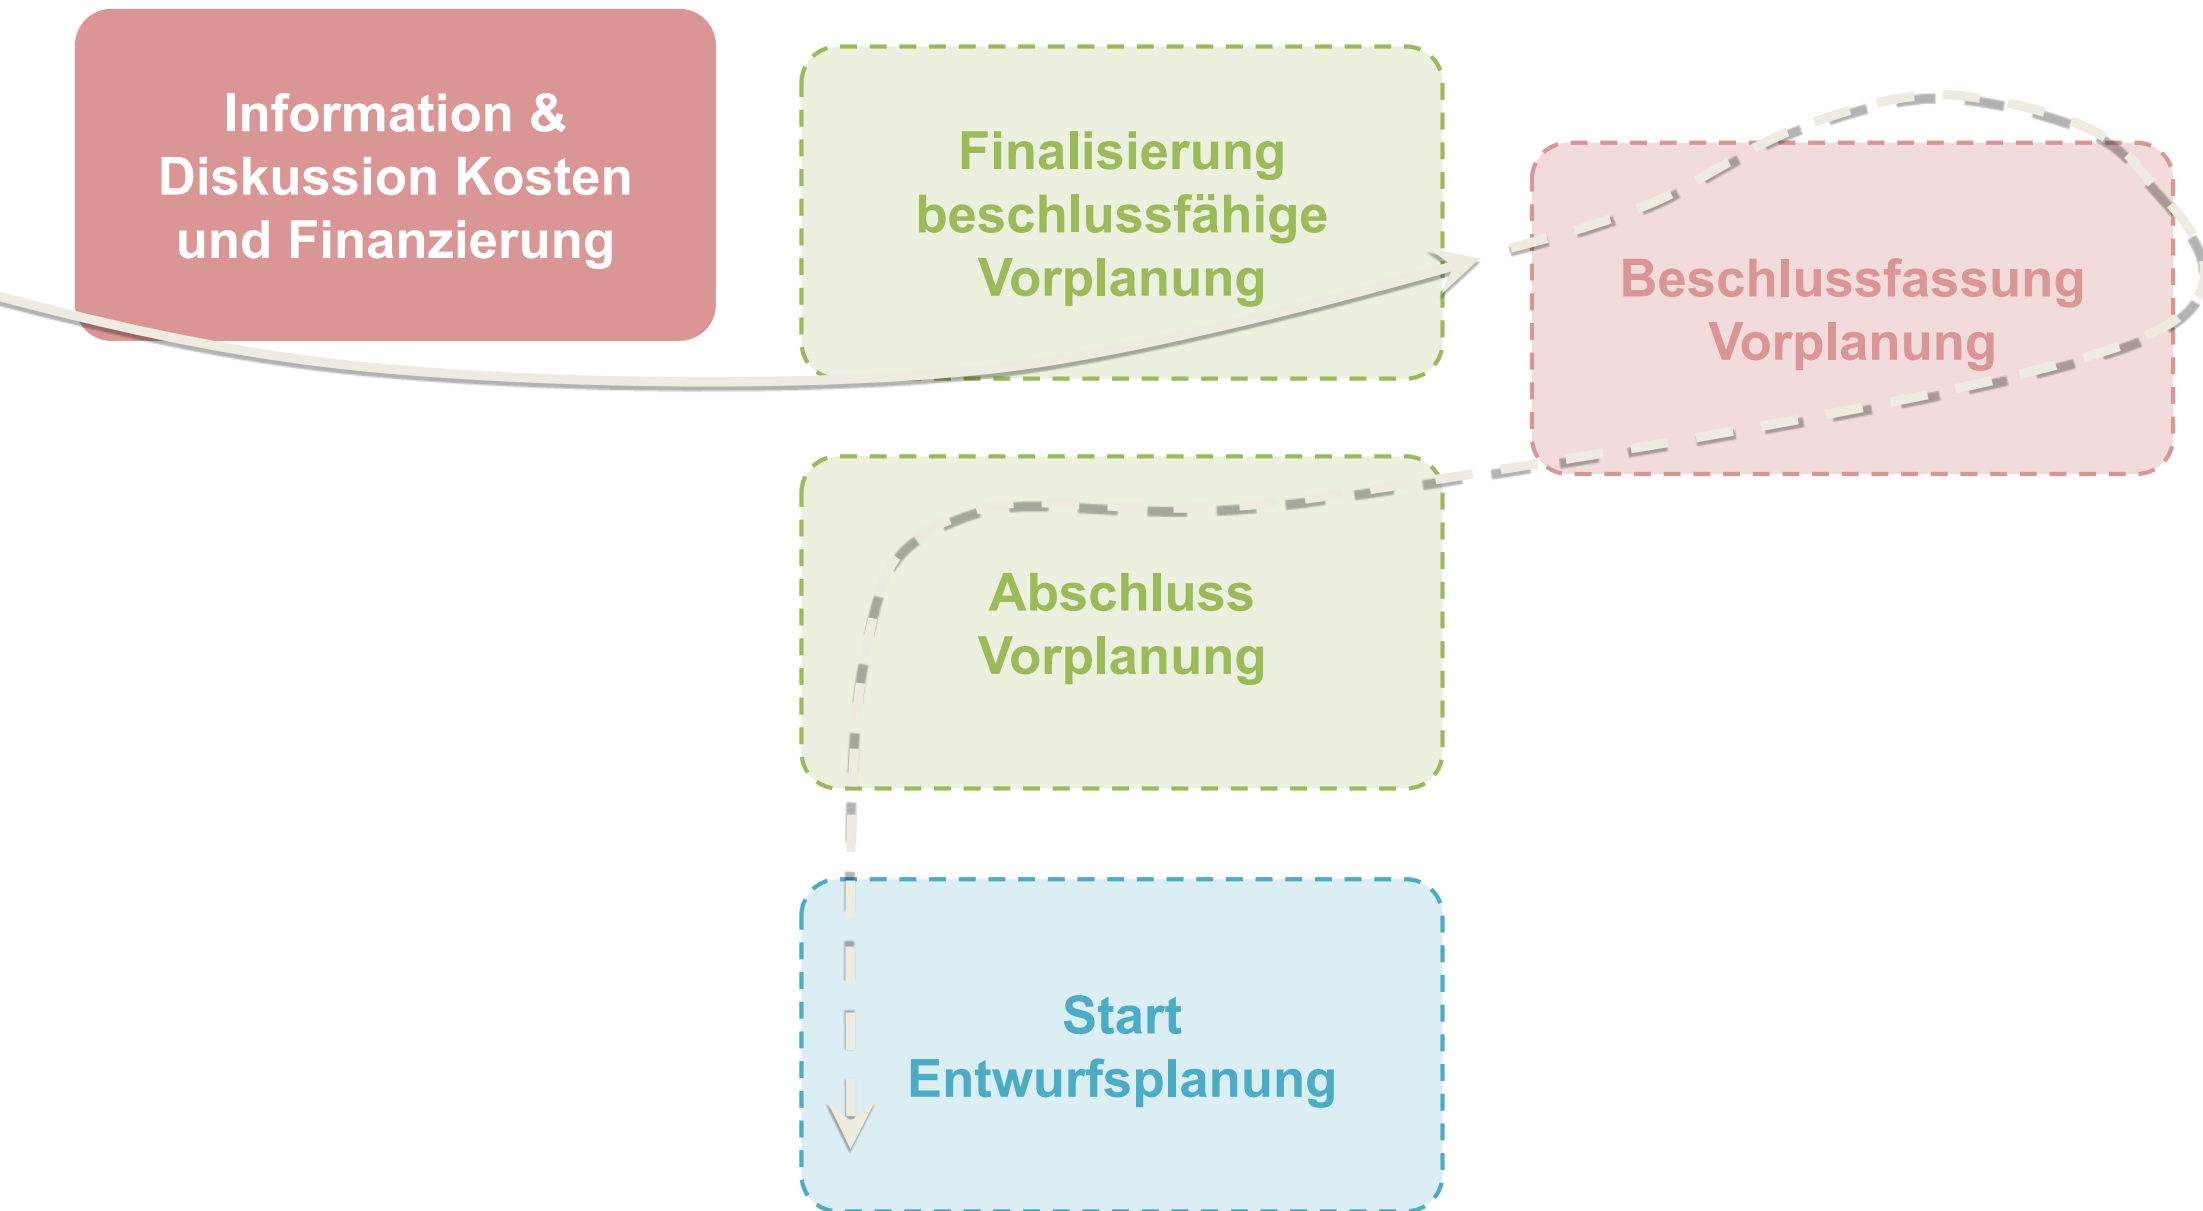 Information &
Diskussion Kosten
und Finanzierung
Finalisierung
beschlussfähige
Vorplanung
Beschlussfassung
Vorplanung
Abschluss
Vorplanung
Start
Entwurfsplanung